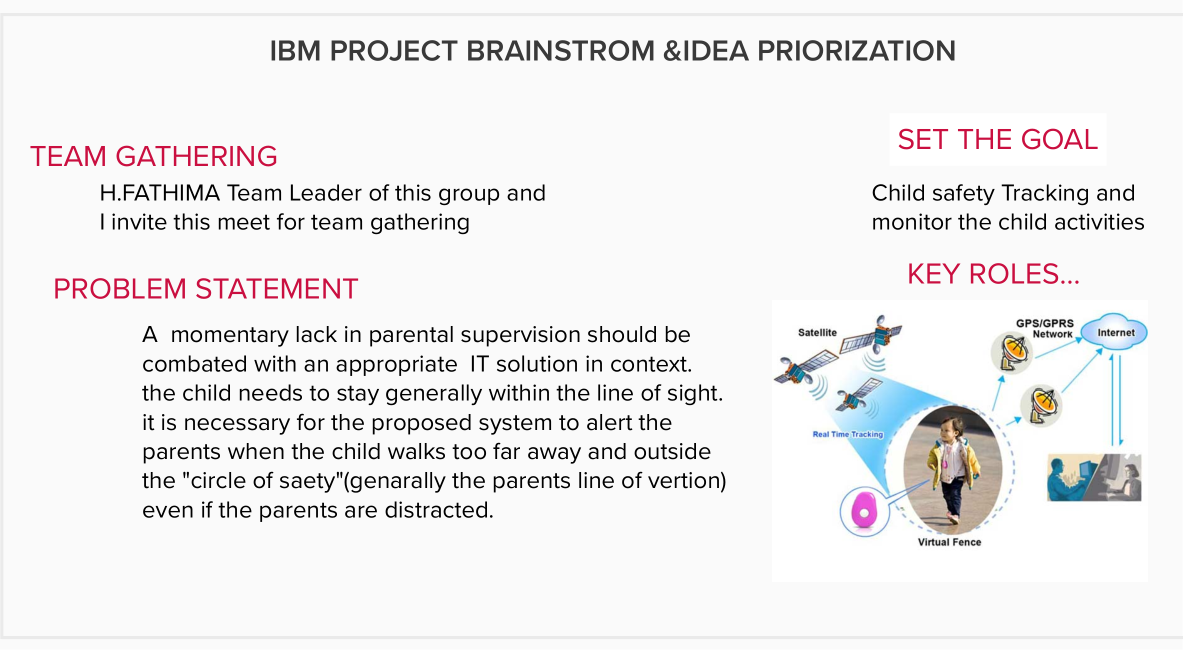 IBM PROJECT BRAINSTROM &IDEA PRIORIZATION
TEAM GATHERING
H.FATHIMA Team Leader of this group and
I invite this meet for team gathering
PROBLEM STATEMENT
A momentary lack in parental supervision should be
combated with an appropriate IT solution in context.
the child needs to stay generally within the line of sight.
it is necessary for the proposed system to alert the
parents when the child walks too far away and outside
the "circle of saety"(genarally the parents line of vertion)
even if the parents are distracted.
SET THE GOAL
Child safety Tracking and
monitor the child activities
KEY ROLES...
Satellite
GPS/GPRS
Network
Internet
Real Time Tracking
Virtual Fence